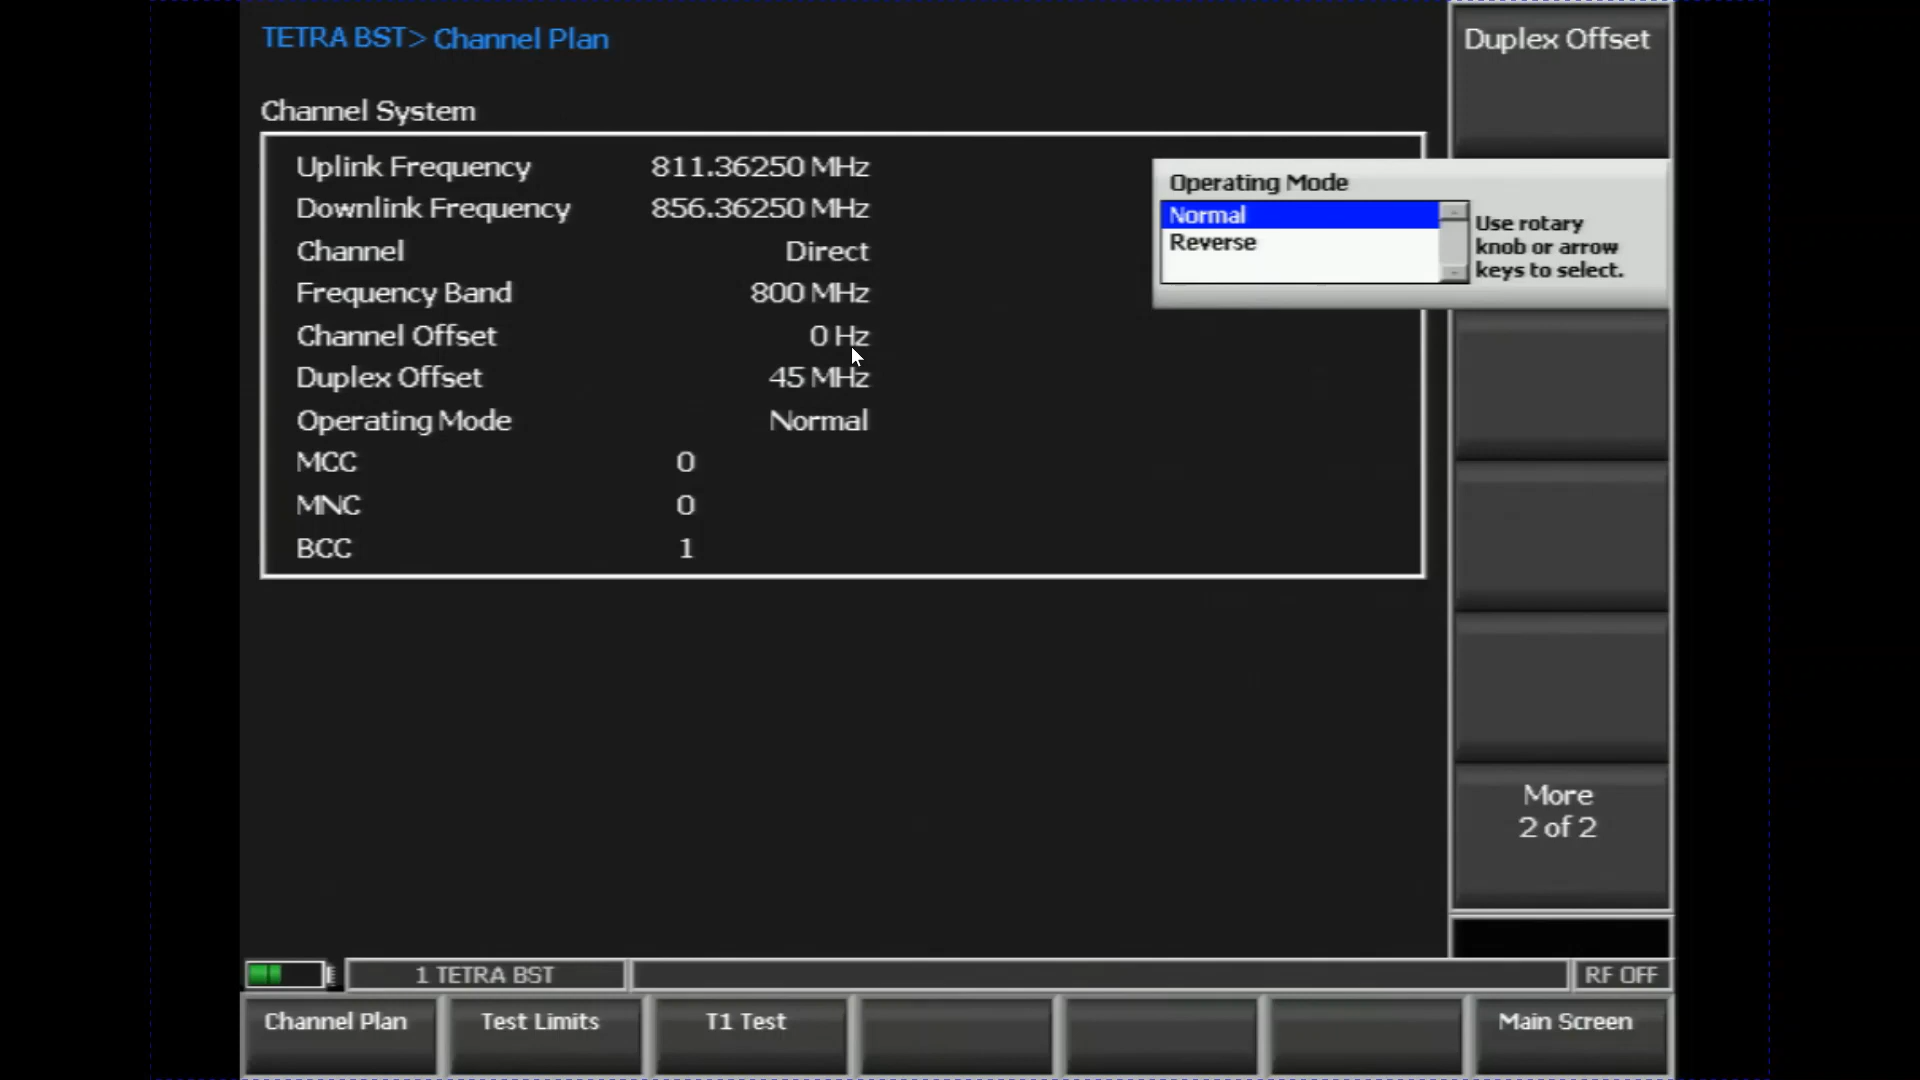 TETRA BST> Channel Plan
Duplex Offset
Channel System
Uplink Frequency 811.36250 MHz
Downlink Frequency 856.36250 MHz
Channel Direct
Frequency Band 800 MHz
Channel Offset 0 Hz
Duplex Offset 45 MHz
Operating Mode Normal
MCC 0
MNC 0
BCC 1
Operating Mode
Normal
Reverse
Use rotary
knob or arrow
keys to select.
More
2 of 2
1 TETRA BST
RF OFF
Channel Plan
Test Limits
T1 Test
Main Screen